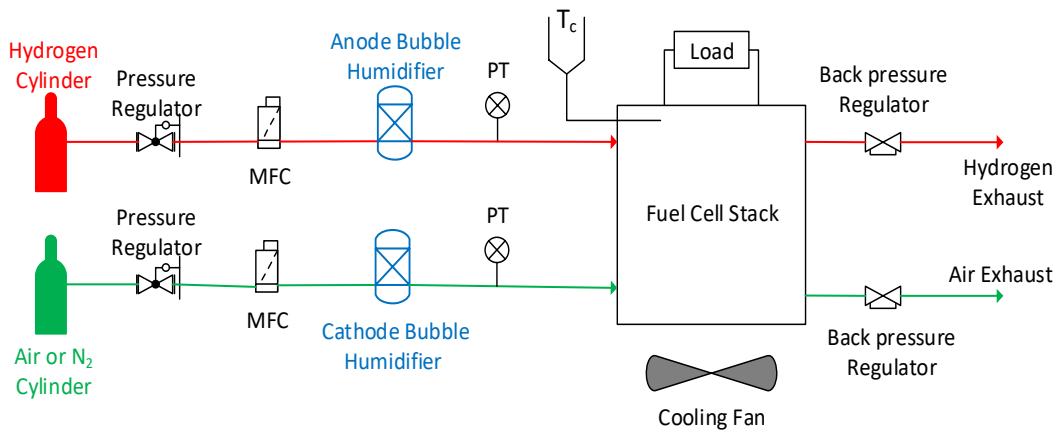 Hydrogen
Cylinder
Pressure
Regulator
MFC
Anode Bubble
Humidifier
PT
Tc
Load
Back pressure
Regulator
Hydrogen
Exhaust
Fuel Cell Stack
Pressure
Regulator
MFC
Cathode Bubble
Humidifier
PT
Air Exhaust
Back pressure
Regulator
Air or N₂
Cylinder
Cooling Fan